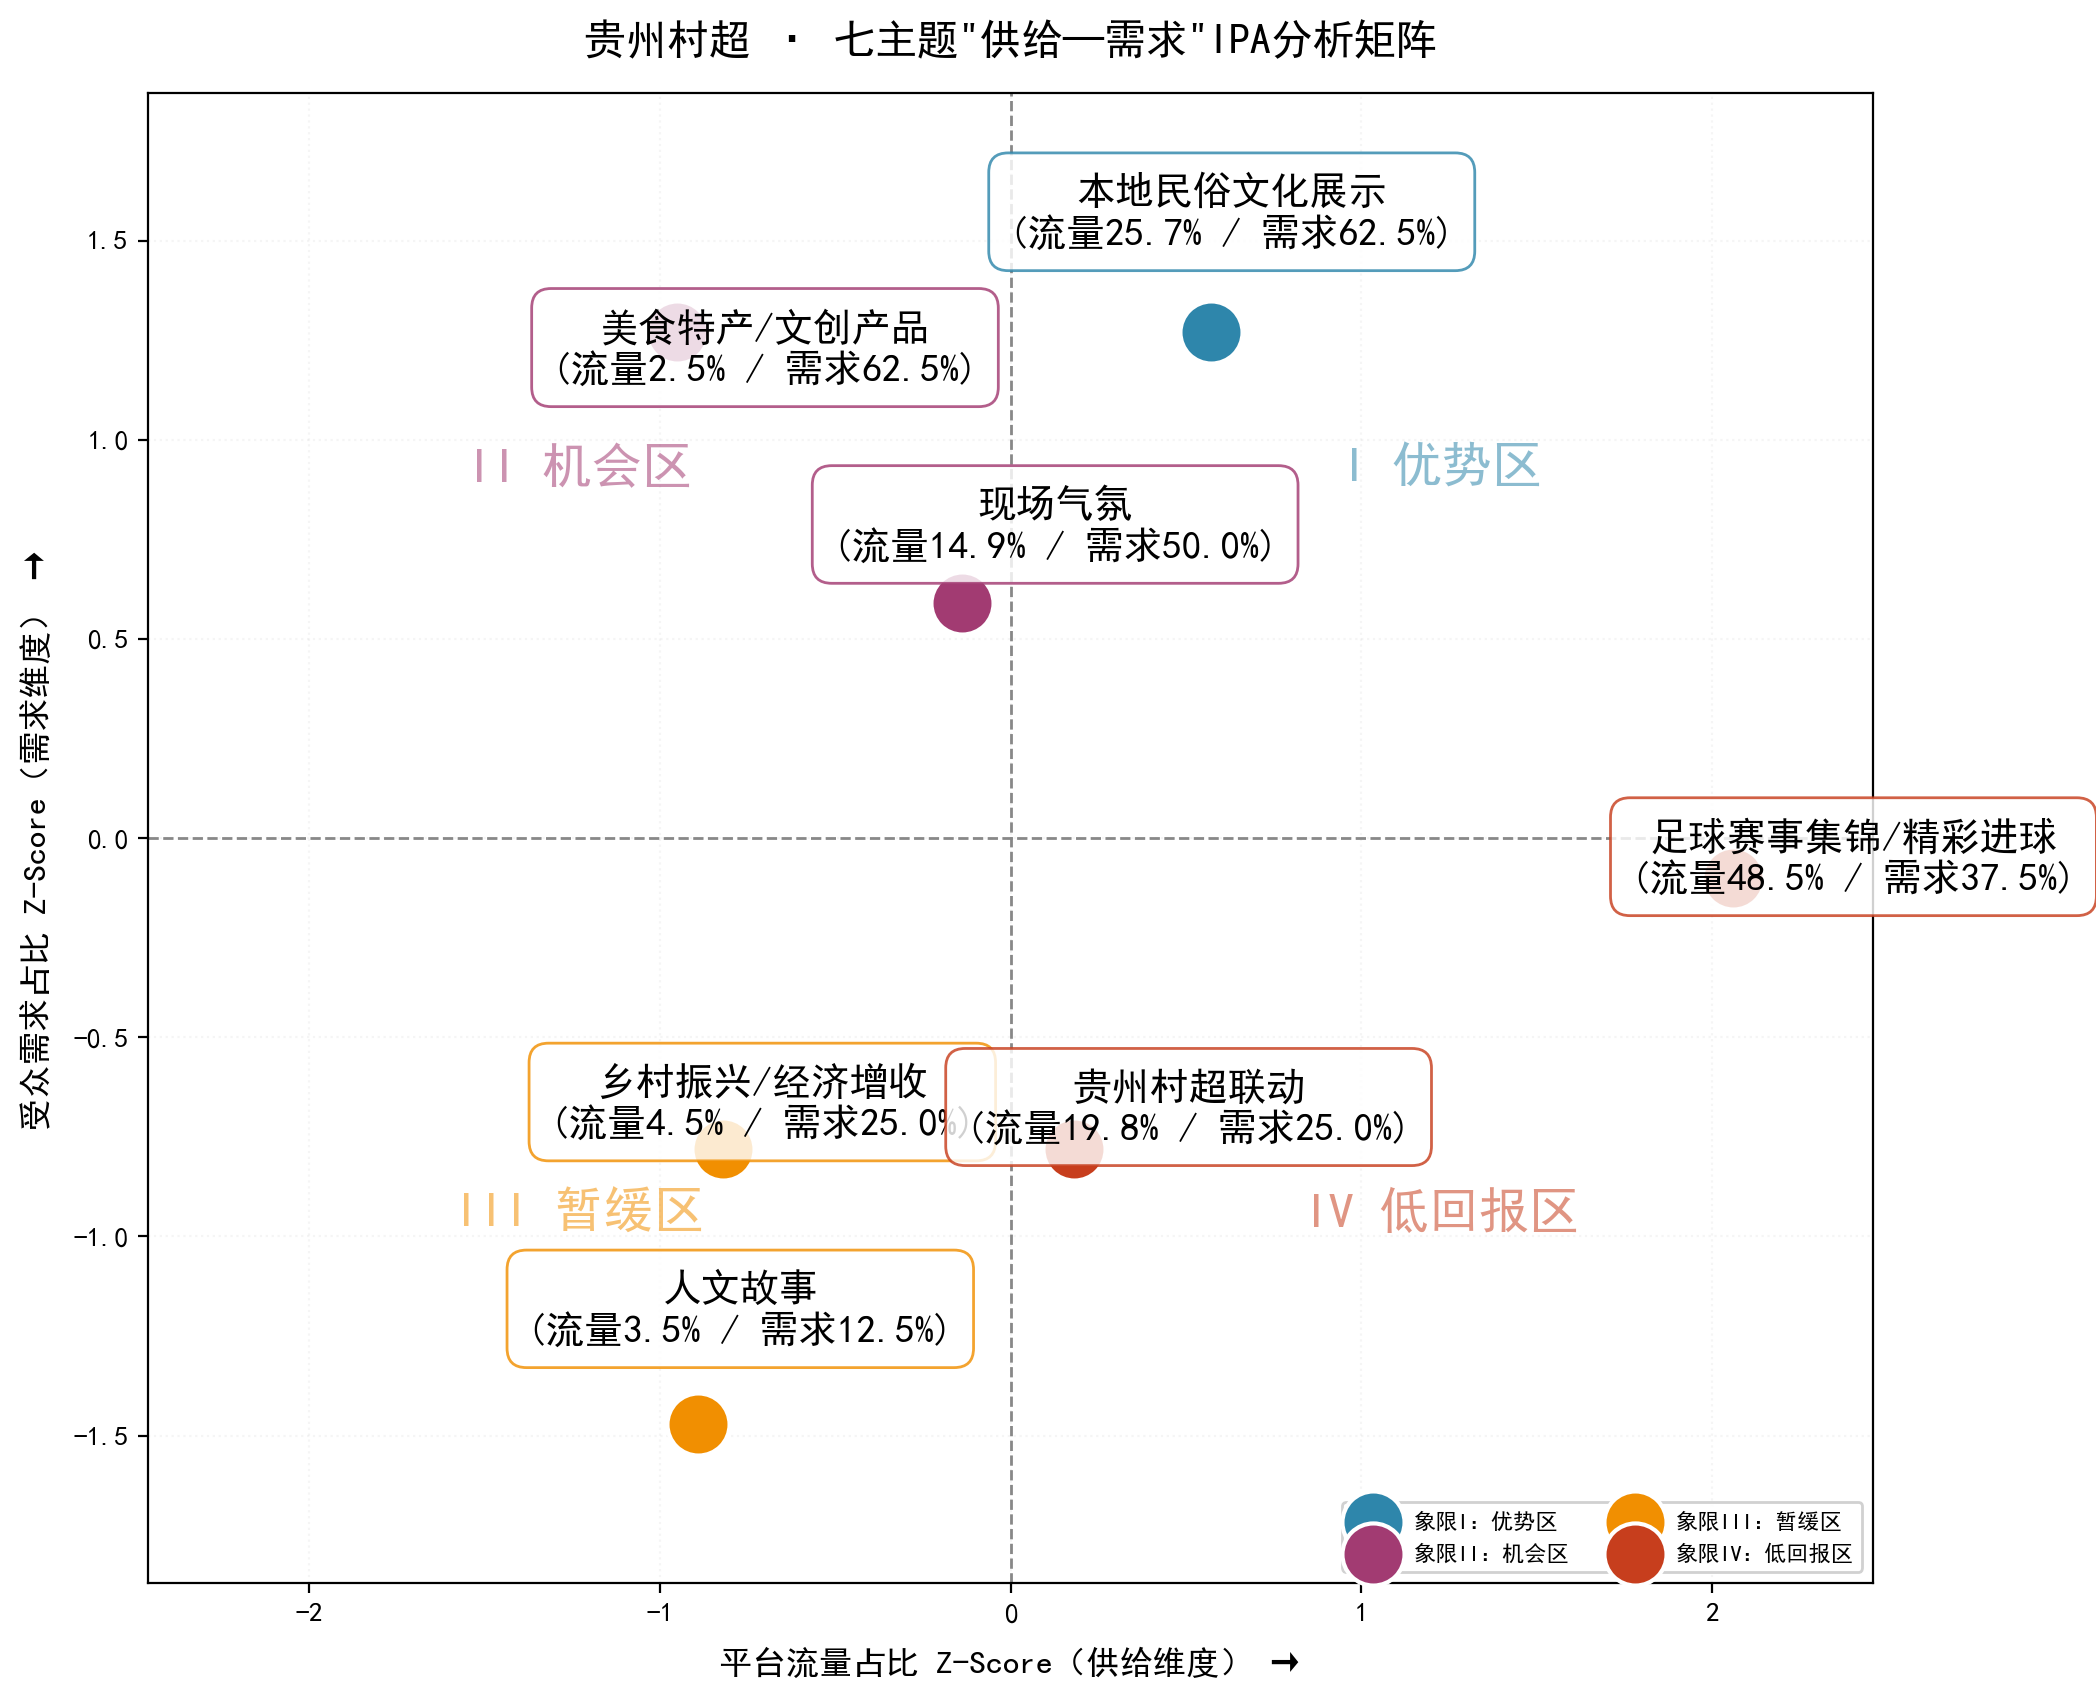 贵州村超 · 七主题"供给—需求"IPA分析矩阵
本地民俗文化展示
(流量25.7% / 需求62.5%)
美食特产/文创产品
(流量2.5% / 需求62.5%)
II 机会区
I 优势区
现场气氛
(流量14.9% / 需求50.0%)
足球赛事集锦/精彩进球
(流量48.5% / 需求37.5%)
乡村振兴/经济增收
(流量4.5% / 需求25.0%)
贵州村超联动
(流量19.8% / 需求25.0%)
III 暂缓区
IV 低回报区
人文故事
(流量3.5% / 需求12.5%)
象限I: 优势区
象限II: 机会区
象限III: 暂缓区
象限IV: 低回报区
1.5
1.0
0.5
0.0
−0.5
−1.0
−1.5
−2
−1
0
1
2
受众需求占比 Z-Score（需求维度） →
平台流量占比 Z-Score（供给维度） →